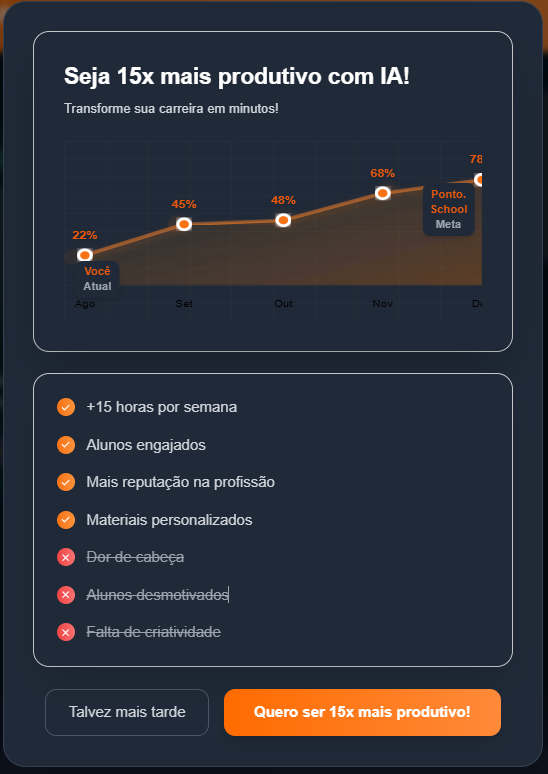 Seja 15x mais produtivo com IA!
Transforme sua carreira em minutos!
78
68%
45%
48%
22%
Ponto.
School
Meta
Você
Atual
Ago
Set
Out
Nov
De
+15 horas por semana
Alunos engajados
Mais reputação na profissão
Materiais personalizados
Dor de cabeça
Alunos desmotivados
Falta de criatividade
Talvez mais tarde
Quero ser 15x mais produtivo!